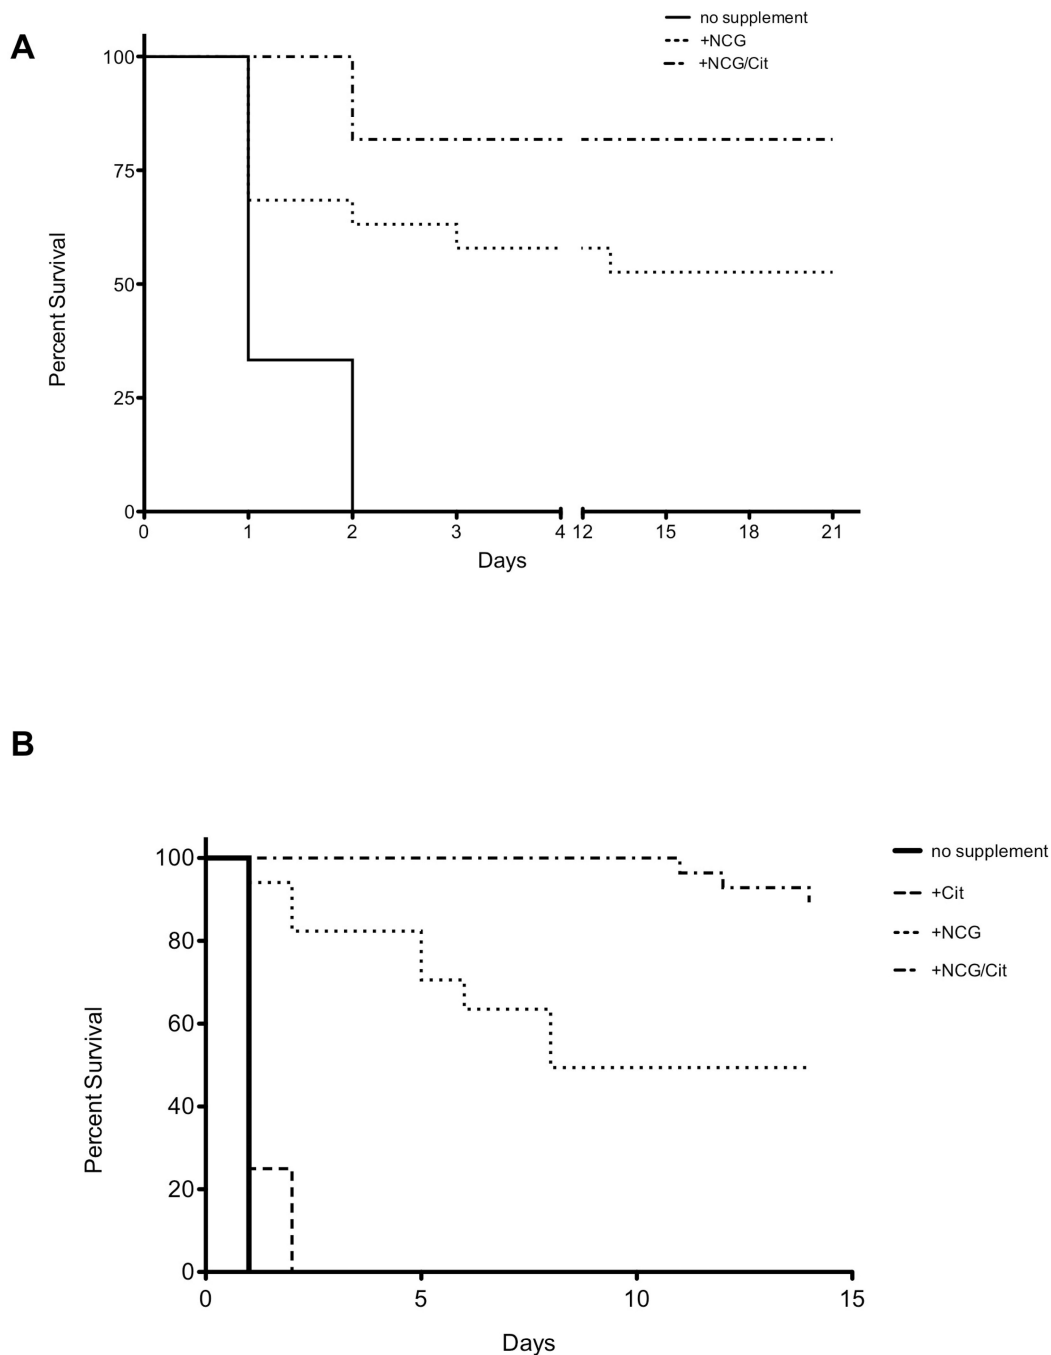 A
no supplement
+NCG
+NCG/Cit
100
75
50
25
0
Percent Survival
0 1 2 3 4 12 15 18 21
Days
B
no supplement
+Cit
+NCG
+NCG/Cit
100
80
60
40
20
0
Percent Survival
0 5 10 15
Days